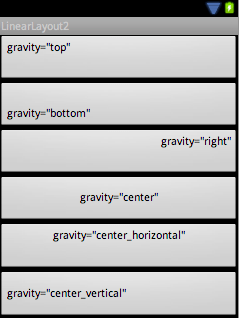 LinearLayout2
gravity="top"
gravity="bottom"
gravity="right"
gravity="center"
gravity="center_horizontal"
gravity="center_vertical"